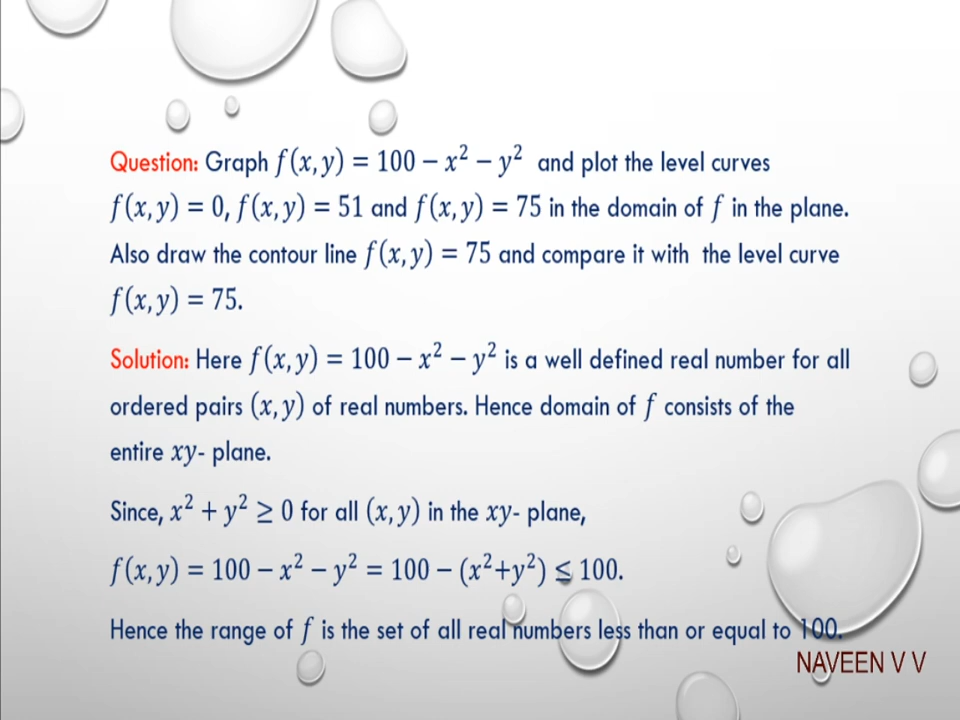 Question: Graph f(x, y) = 100 − x² − y² and plot the level curves
f(x, y) = 0, f(x, y) = 51 and f(x, y) = 75 in the domain of f in the plane.
Also draw the contour line f(x, y) = 75 and compare it with the level curve
f(x, y) = 75.
Solution: Here f(x, y) = 100 − x² − y² is a well defined real number for all
ordered pairs (x, y) of real numbers. Hence domain of f consists of the
entire xy- plane.
Since, x² + y² ≥ 0 for all (x, y) in the xy- plane,
f(x, y) = 100 − x² − y² = 100 − (x²+y²) ≤ 100.
Hence the range of f is the set of all real numbers less than or equal to 100.
NAVEEN V V